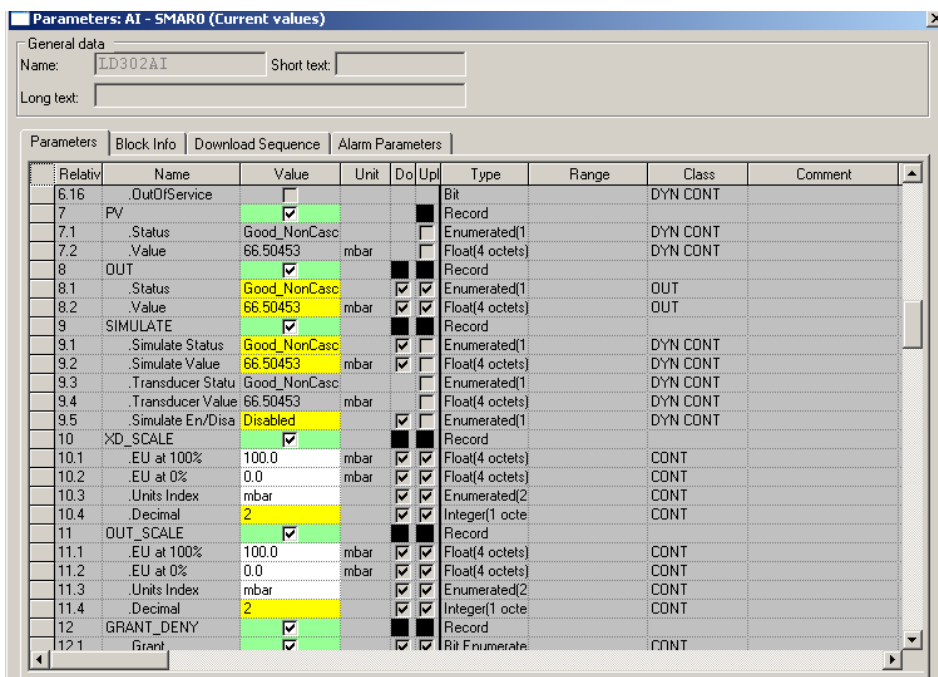 Parameters: AI - SMAR0 (Current values)
General data
Name: LD302AI Short text:
Long text:
Parameters Block Info Download Sequence Alarm Parameters
Relativ Name Value Unit Do Upl Type Range Class Comment
6.16 .OutOfService Bit DYN CONT
7 PV Record
7.1 .Status Good_NonCasc Enumerated(1 DYN CONT
7.2 .Value 66.50453 mbar Float(4 octets) DYN CONT
8 OUT Record
8.1 .Status Good_NonCasc Enumerated(1 OUT
8.2 .Value 66.50453 mbar Float(4 octets) OUT
9 SIMULATE Record
9.1 .Simulate Status Good_NonCasc Enumerated(1 DYN CONT
9.2 .Simulate Value 66.50453 mbar Float(4 octets) DYN CONT
9.3 .Transducer Statu Good_NonCasc Enumerated(1 DYN CONT
9.4 .Transducer Value 66.50453 mbar Float(4 octets) DYN CONT
9.5 .Simulate En/Disa Disabled Enumerated(1 DYN CONT
10 XD_SCALE Record
10.1 .EU at 100% 100.0 mbar Float(4 octets) CONT
10.2 .EU at 0% 0.0 mbar Float(4 octets) CONT
10.3 .Units Index mbar Enumerated(2 CONT
10.4 .Decimal 2 Integer(1 octe CONT
11 OUT_SCALE Record
11.1 .EU at 100% 100.0 mbar Float(4 octets) CONT
11.2 .EU at 0% 0.0 mbar Float(4 octets) CONT
11.3 .Units Index mbar Enumerated(2 CONT
11.4 .Decimal 2 Integer(1 octe CONT
12 GRANT_DENY Record
12.1 .Grant Bit Enumerate CONT